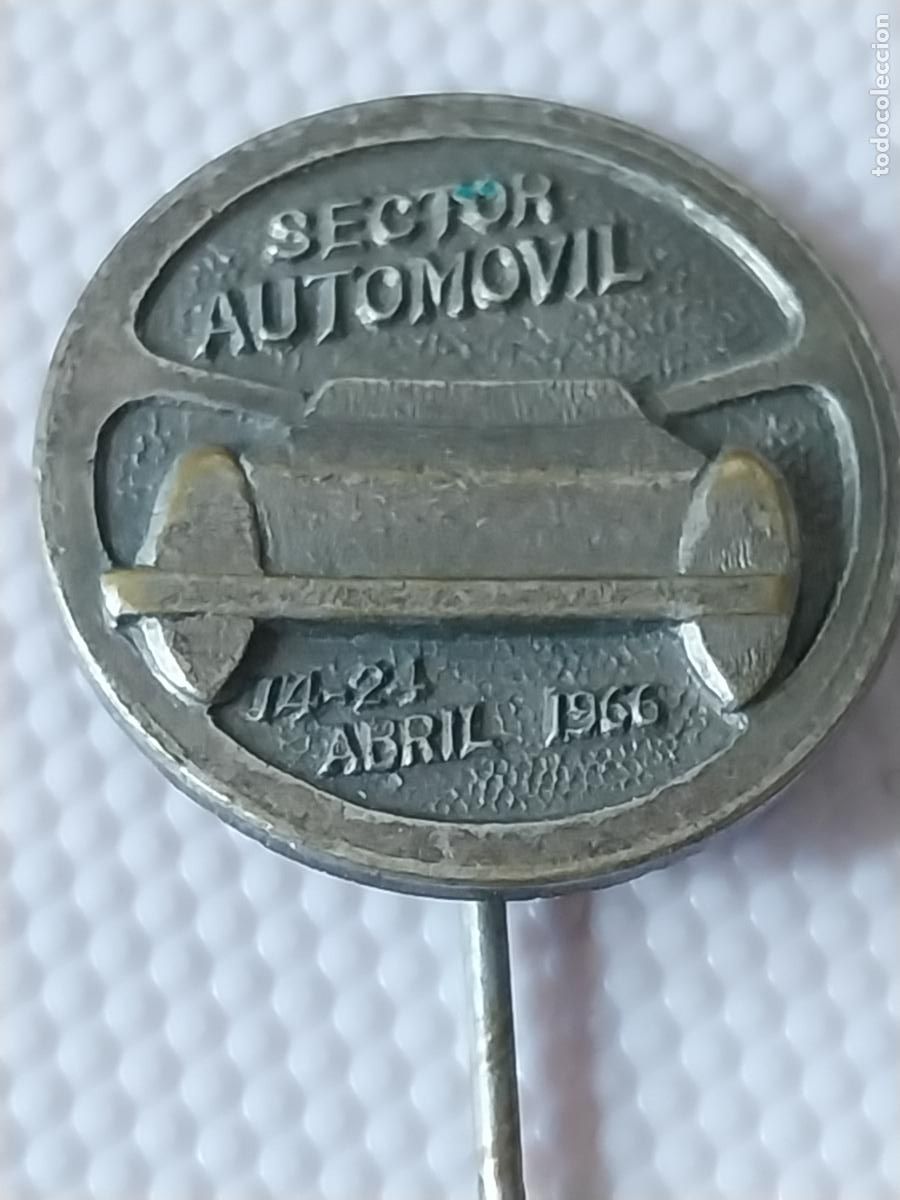 SECTOR
AUTOMOVIL
14-21
ABRIL 1966
todocoleccion